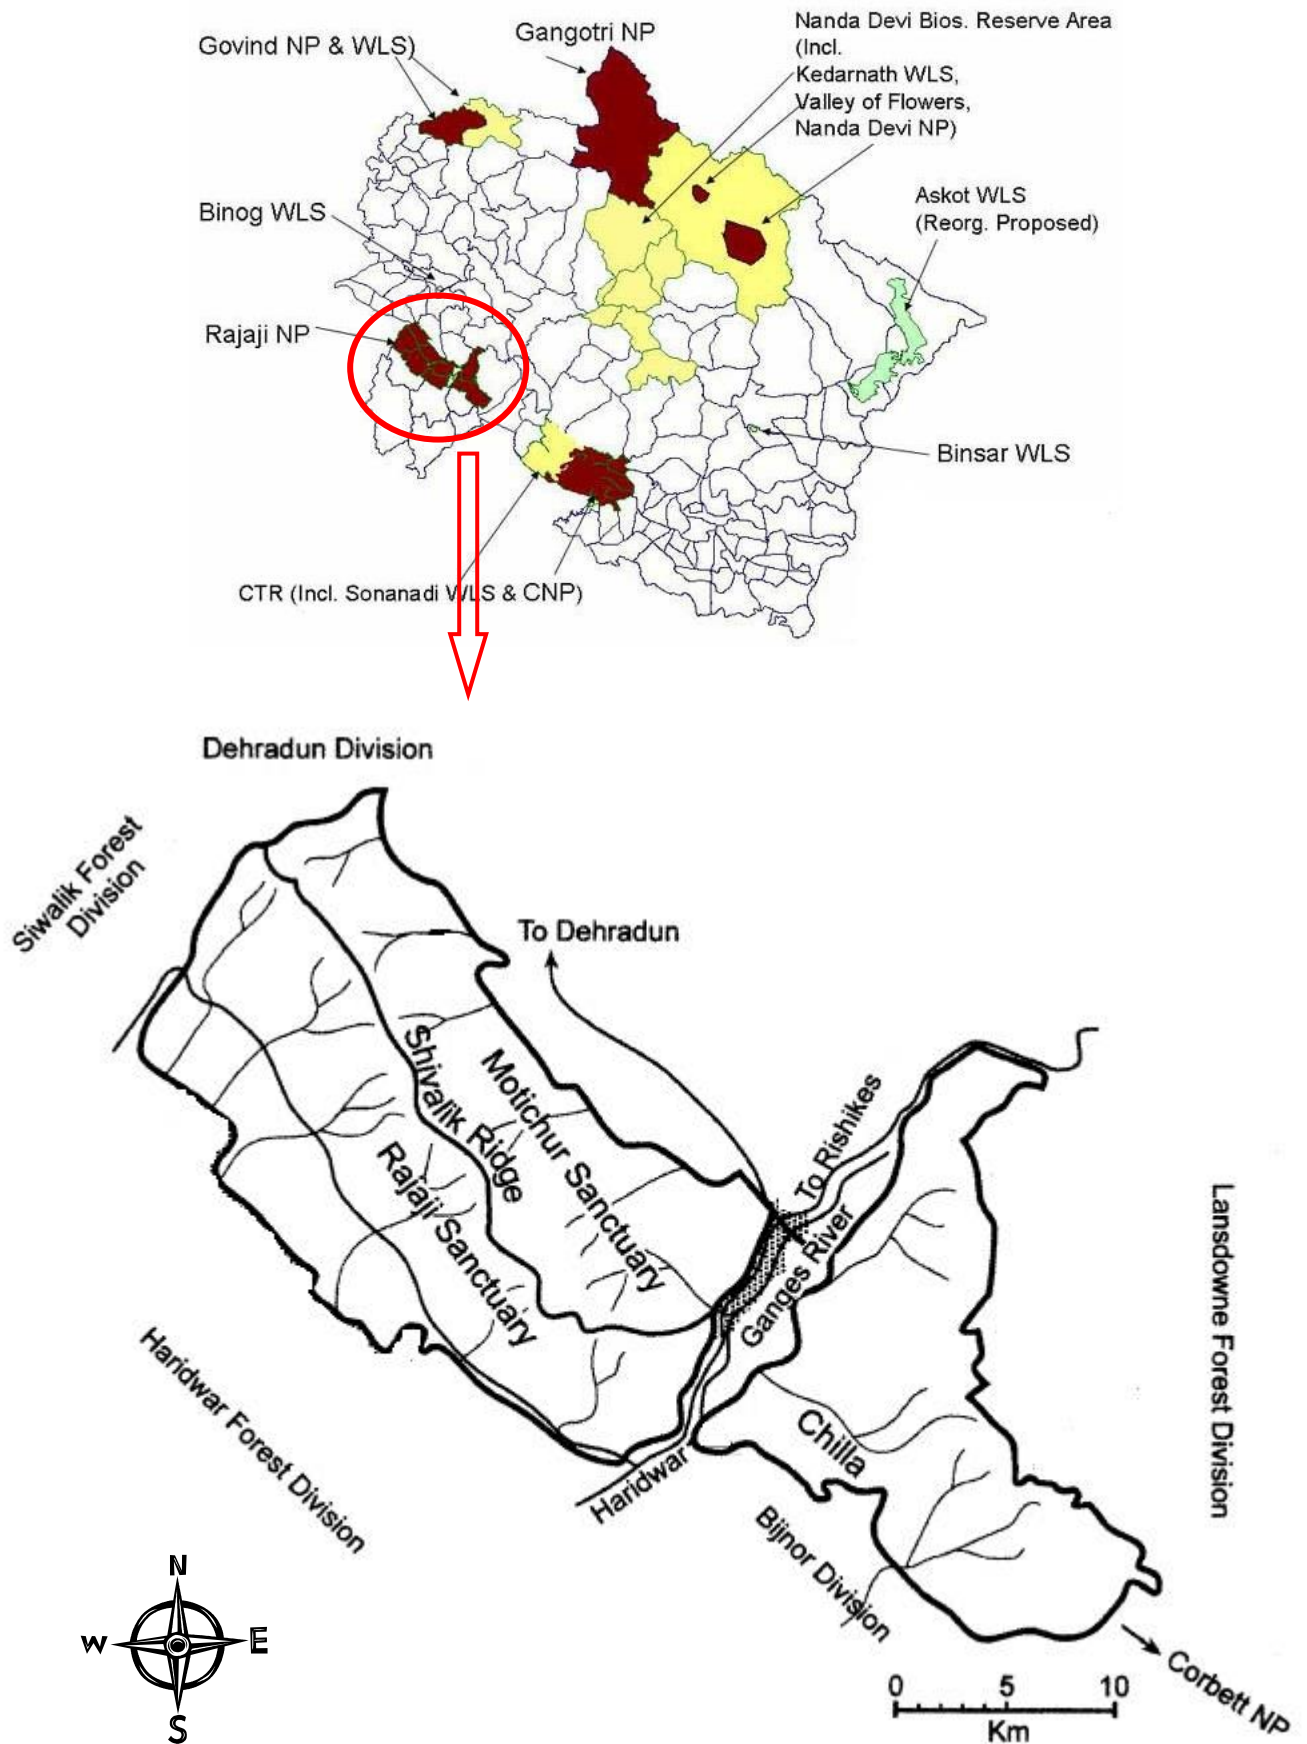 Govind NP & WLS)
Gangotri NP
Nanda Devi Bios. Reserve Area
(Incl.
Kedarnath WLS,
Valley of Flowers,
Nanda Devi NP)
Askot WLS
(Reorg. Proposed)
Binog WLS
Rajaji NP
Binsar WLS
CTR (Incl. Sonanadi WLS & CNP)
Dehradun Division
Siwalik Forest
Division
To Dehradun
Shivalik Ridge
Motichur Sanctuary
Rajaji Sanctuary
To Rishikes
Ganges River
Lansdowne Forest Division
Haridwar Forest Division
Haridwar
Chilla
Bijnor Division
Corbett NP
N
W
E
S
0 5 10
Km